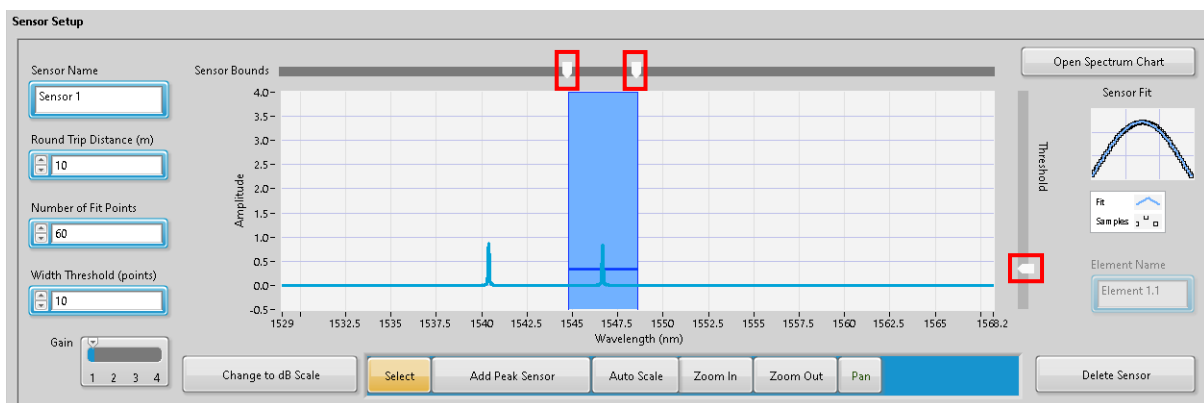 Sensor Setup
Sensor Name
Sensor 1
Round Trip Distance (m)
10
Number of Fit Points
60
Width Threshold (points)
10
Gain
1 2 3 4
Sensor Bounds
Amplitude
4.0
3.5
3.0
2.5
2.0
1.5
1.0
0.5
0.0
-0.5
1529 1532.5 1535 1537.5 1540 1542.5 1545 1547.5 1550 1552.5 1555 1557.5 1560 1562.5 1565 1568.2
Wavelength (nm)
Threshold
Open Spectrum Chart
Sensor Fit
Fit
Samples
Element Name
Element 1.1
Change to dB Scale
Select
Add Peak Sensor
Auto Scale
Zoom In
Zoom Out
Pan
Delete Sensor